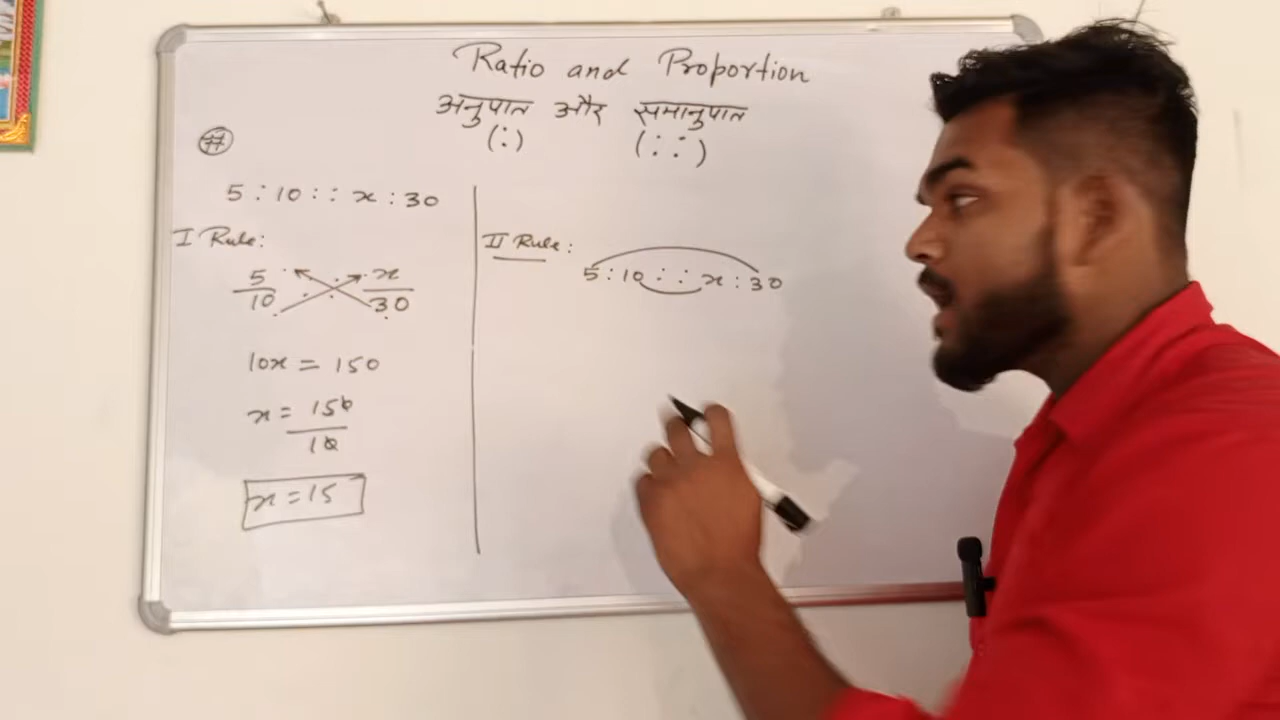 Ratio and Proportion
अनुपात और समानुपात
(:) (::)
#
5 : 10 :: x : 30
I Rule:
5 x
10 30
10x = 150
x = 150
10
x = 15
II Rule:
5 : 10 :: x : 30